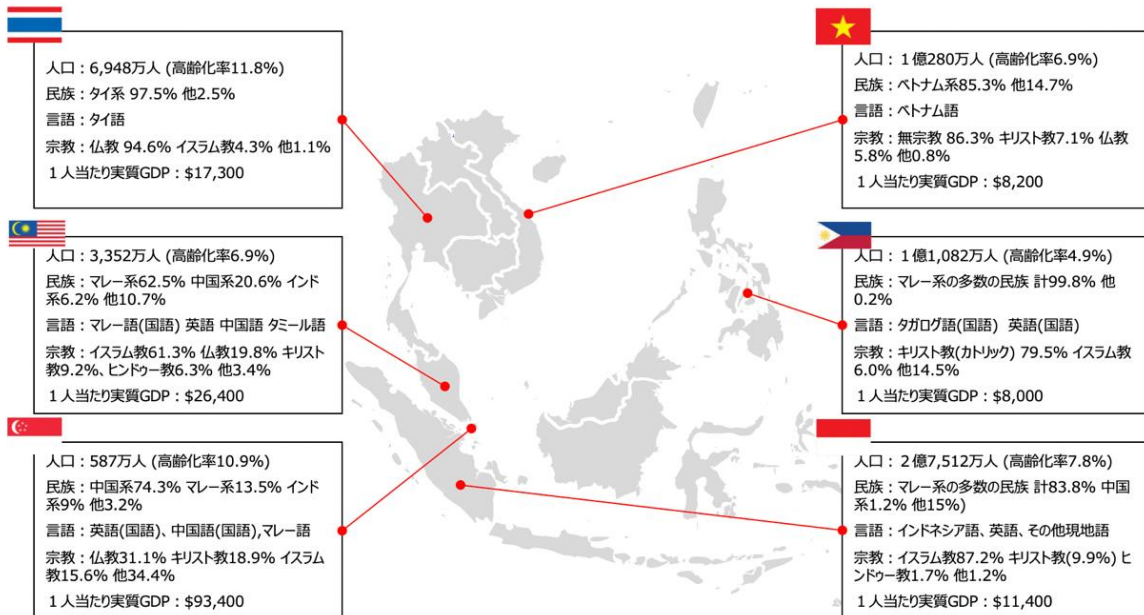 人口：6,948万人 (高齢化率11.8%)
民族：タイ系 97.5% 他2.5%
言語：タイ語
宗教：仏教 94.6% イスラム教4.3% 他1.1%
1人当たり実質GDP：$17,300
人口：3,352万人 (高齢化率6.9%)
民族：マレー系62.5% 中国系20.6% インド
系6.2% 他10.7%
言語：マレー語(国語) 英語 中国語 タミール語
宗教：イスラム教61.3% 仏教19.8% キリスト
教9.2%、ヒンドゥー教6.3% 他3.4%
1人当たり実質GDP：$26,400
人口：587万人 (高齢化率10.9%)
民族：中国系74.3% マレー系13.5% インド
系9% 他3.2%
言語：英語(国語)、中国語(国語),マレー語
宗教：仏教31.1% キリスト教18.9% イスラム
教15.6% 他34.4%
1人当たり実質GDP：$93,400
人口：1億280万人 (高齢化率6.9%)
民族：ベトナム系85.3% 他14.7%
言語：ベトナム語
宗教：無宗教 86.3% キリスト教7.1% 仏教
5.8% 他0.8%
1人当たり実質GDP：$8,200
人口：1億1,082万人 (高齢化率4.9%)
民族：マレー系の多数の民族 計99.8% 他
0.2%
言語：タガログ語(国語) 英語(国語)
宗教：キリスト教(カトリック) 79.5% イスラム教
6.0% 他14.5%
1人当たり実質GDP：$8,000
人口：2億7,512万人 (高齢化率7.8%)
民族：マレー系の多数の民族 計83.8% 中国
系1.2% 他15%)
言語：インドネシア語、英語、その他現地語
宗教：イスラム教87.2% キリスト教(9.9%) ヒ
ンドゥー教1.7% 他1.2%
1人当たり実質GDP：$11,400